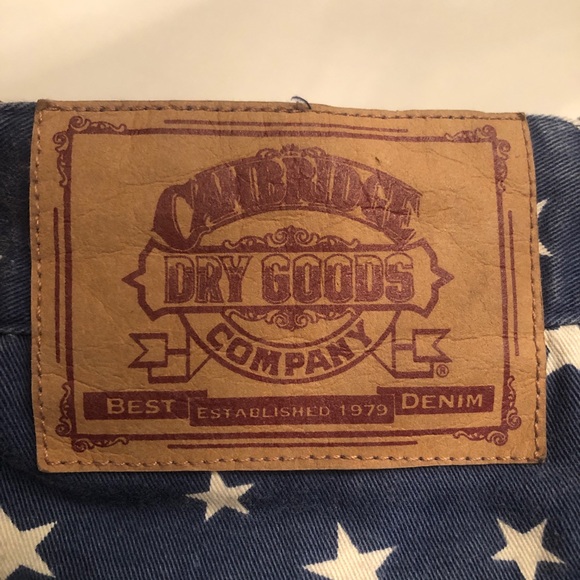 CAMBRIDGE
DRY GOODS
COMPANY
®
BEST ESTABLISHED 1979 DENIM